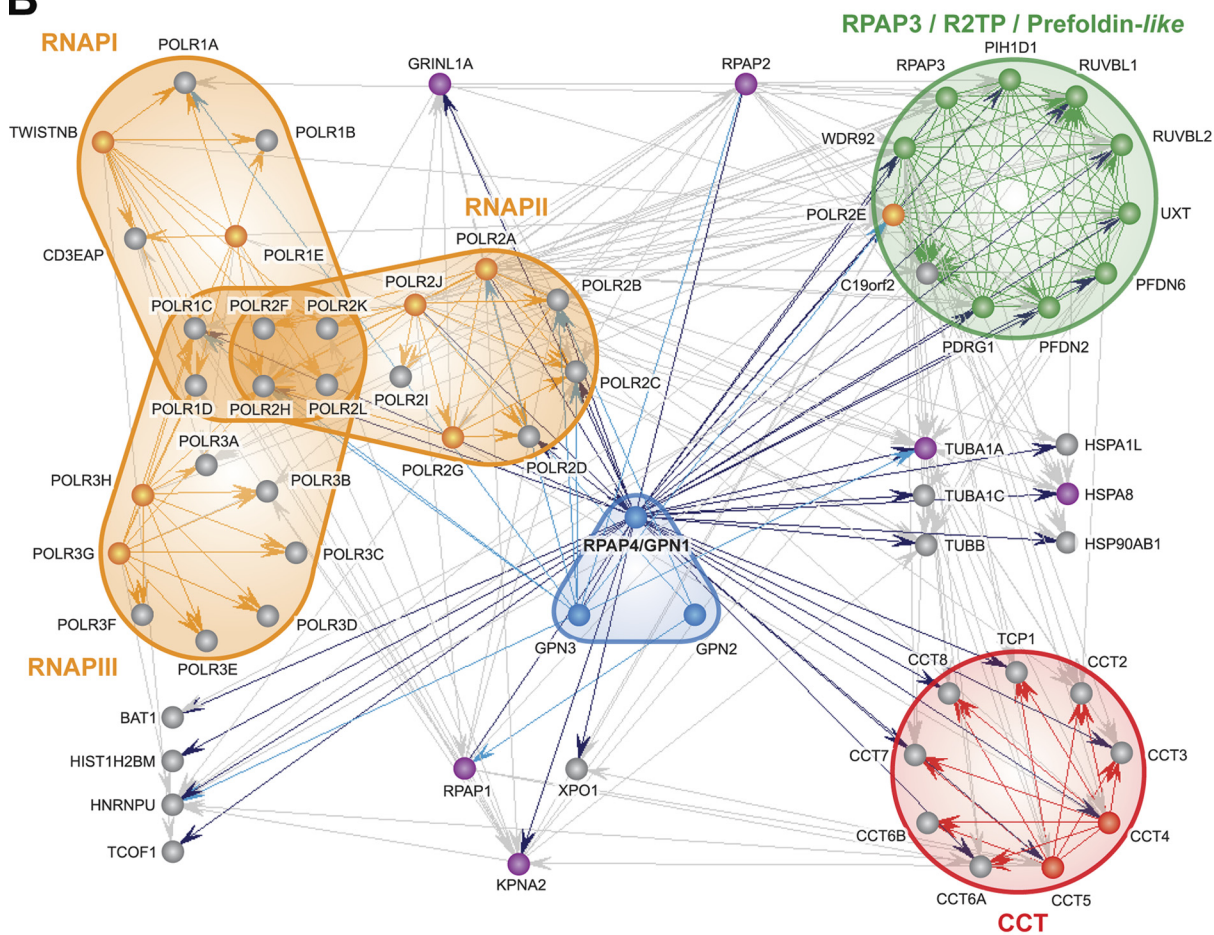 B
RPAP3 / R2TP / Prefoldin-like
RNAPI
POLR1A
PIH1D1
GRINL1A
RPAP2
RPAP3
RUVBL1
TWISTNB
POLR1B
WDR92
RUVBL2
RNAPII
POLR2E
UXT
CD3EAP
POLR1E
POLR2A
POLR2J
POLR2B
C19orf2
PFDN6
POLR1C
POLR2F
POLR2K
PDRG1
PFDN2
POLR2C
POLR1D
POLR2H
POLR2L
POLR2I
POLR3A
POLR2G
POLR2D
TUBA1A
HSPA1L
POLR3H
POLR3B
TUBA1C
HSPA8
RPAP4/GPN1
TUBB
HSP90AB1
POLR3G
POLR3C
POLR3F
POLR3D
POLR3E
GPN3
GPN2
TCP1
RNAPIII
CCT8
CCT2
BAT1
CCT7
CCT3
HIST1H2BM
RPAP1
XPO1
HNRNPU
CCT6B
CCT4
TCOF1
KPNA2
CCT6A
CCT5
CCT